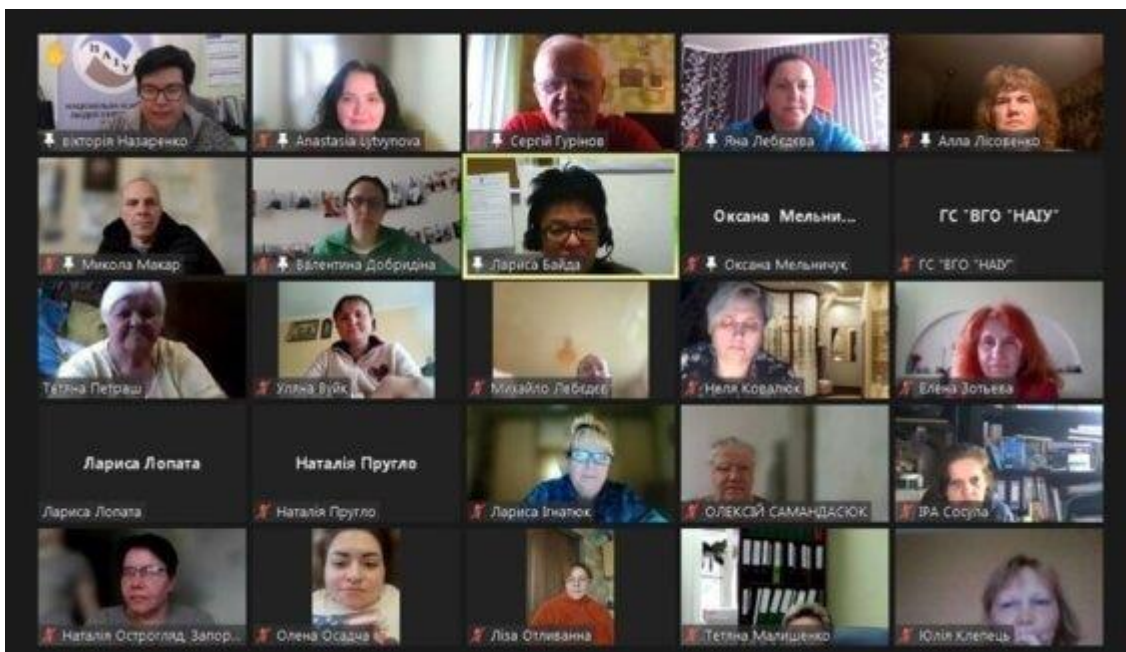 НАІУ
вікторія Назаренко
Anastasia Lytvynova
Сергій Гурінов
Яна Лебєдєва
Алла Лісовенко
Микола Макар
Валентина Добридіна
Лариса Байда
Оксана Мельни...
Оксана Мельничук
ГС "ВГО "НАІУ"
ГС "ВГО "НАІУ"
Тетяна Петраш
Уляна Вуйк
Михайло Лебєдєв
Неля Ковалюк
Елена Зотьева
Лариса Лопата
Лариса Лопата
Наталія Пругло
Наталія Пругло
Лариса Ігнатюк
ОЛЕКСІЙ САМАНДАСЮК
ІРА Сосула
Наталія Острогляд, Запор...
Олена Осадча
Ліза Отливанна
Тетяна Малишенко
Юлія Клепець